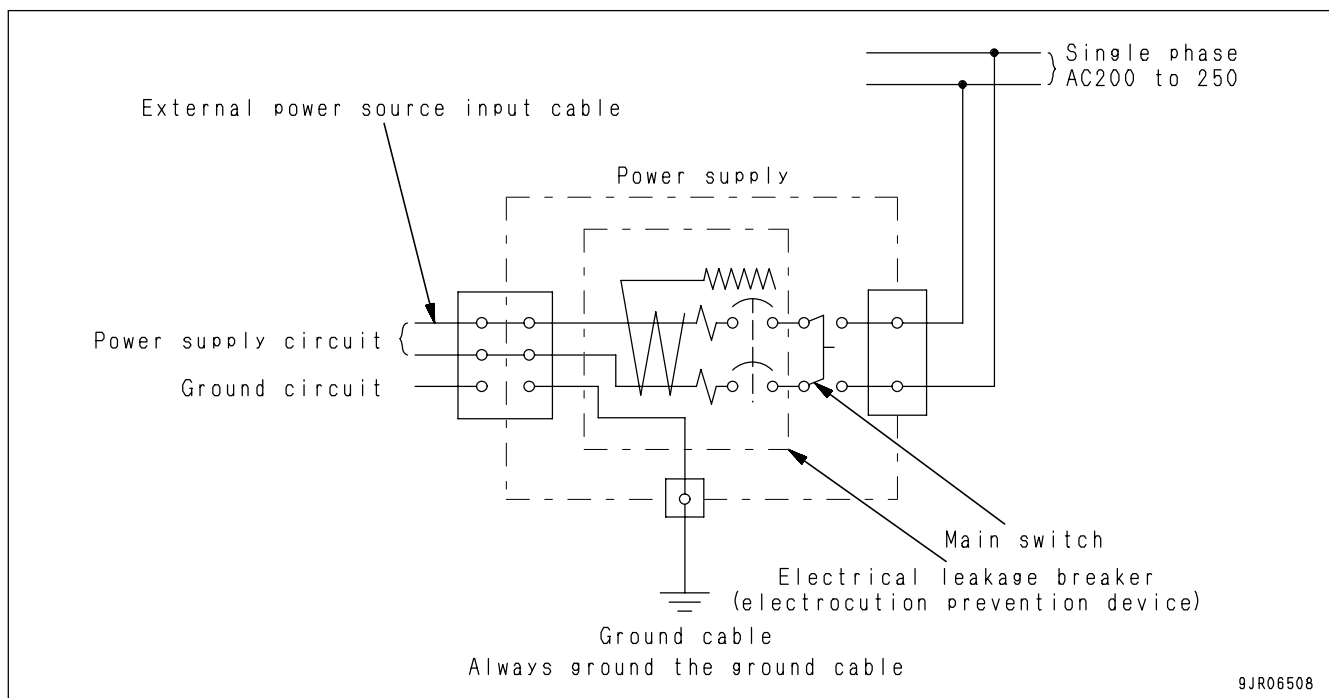 Single phase
AC200 to 250
External power source input cable
Power supply
Power supply circuit
Ground circuit
Main switch
Electrical leakage breaker
(electrocution prevention device)
Ground cable
Always ground the ground cable
9JR06508